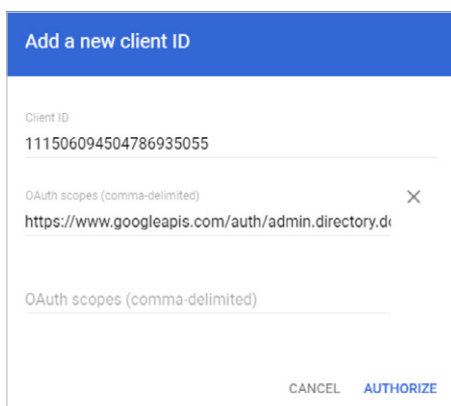 Add a new client ID
Client ID
111506094504786935055
OAuth scopes (comma-delimited)
https://www.googleapis.com/auth/admin.directory.do
OAuth scopes (comma-delimited)
CANCEL AUTHORIZE